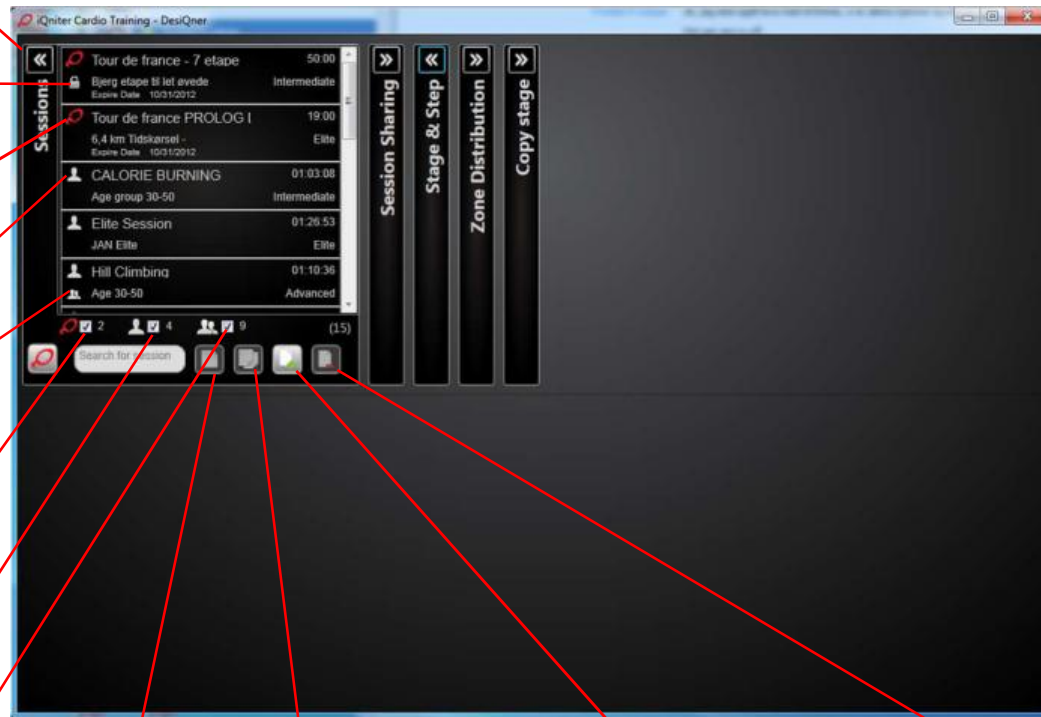 iQniter Cardio Training - DesiQner
Sessions
Tour de france - 7 etape 50:00
Bjerg etape til let øvede Intermediate
Expire Date 10/31/2012
Tour de france PROLOG I 19:00
6,4 km Tidskørsel - Elite
Expire Date 10/31/2012
CALORIE BURNING 01:03:08
Age group 30-50 Intermediate
Elite Session 01:26:53
JAN Elite Elite
Hill Climbing 01:10:36
Age 30-50 Advanced
2 4 9 (15)
Search for session
Session Sharing
Stage & Step
Zone Distribution
Copy stage